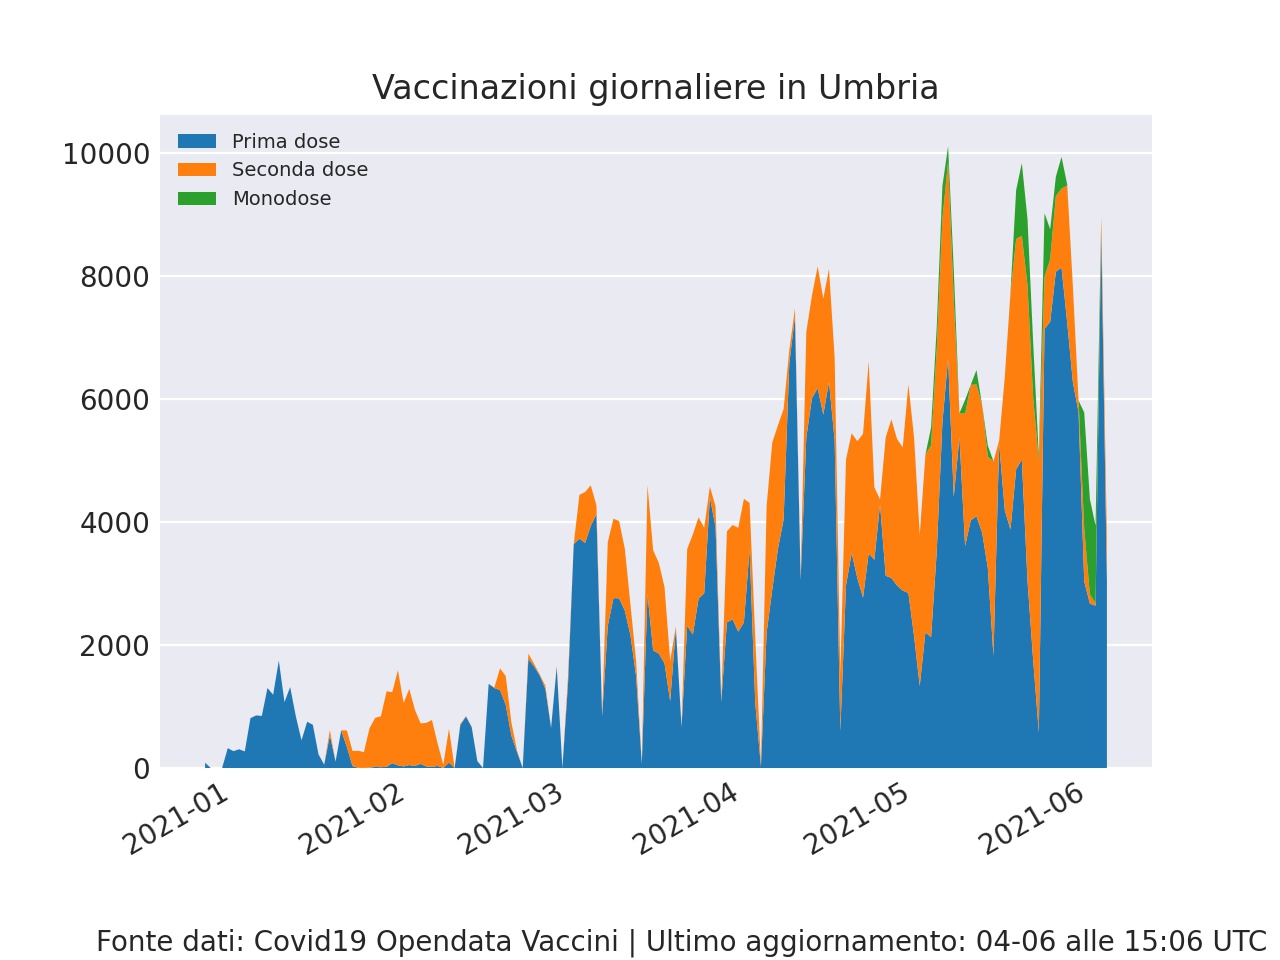 Vaccinazioni giornaliere in Umbria
Prima dose
Seconda dose
Monodose
10000
8000
6000
4000
2000
0
2021-01
2021-02
2021-03
2021-04
2021-05
2021-06
Fonte dati: Covid19 Opendata Vaccini | Ultimo aggiornamento: 04-06 alle 15:06 UTC